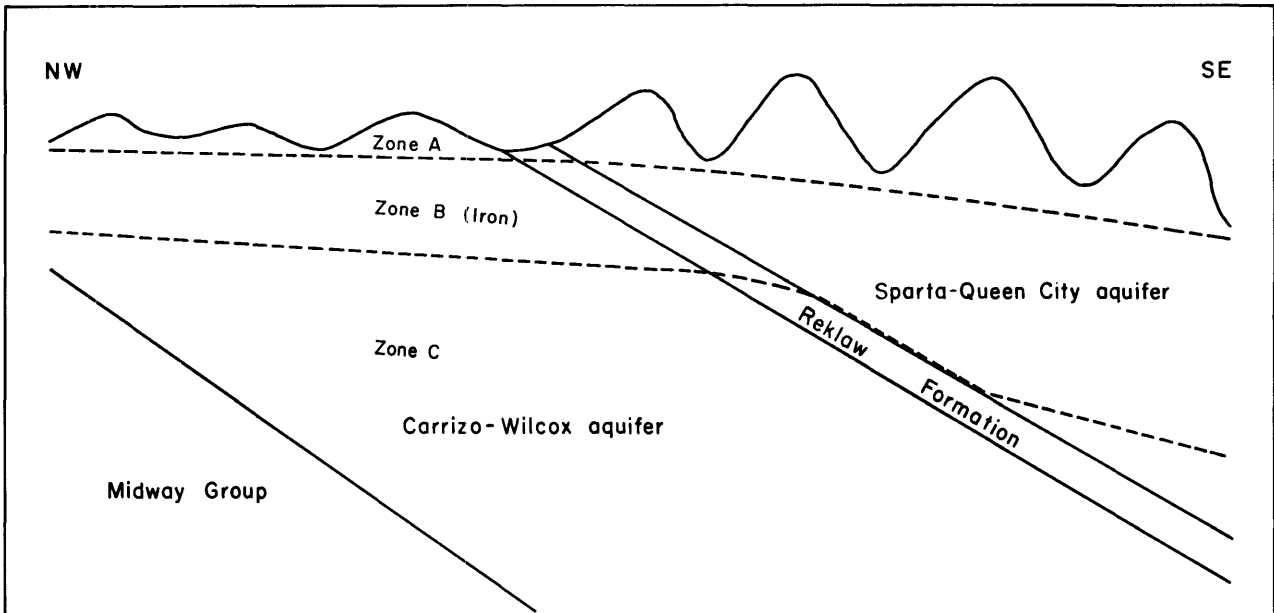 NW
SE
Zone A
Zone B (Iron)
Sparta-Queen City aquifer
Reklaw
Formation
Zone C
Carrizo-Wilcox aquifer
Midway Group